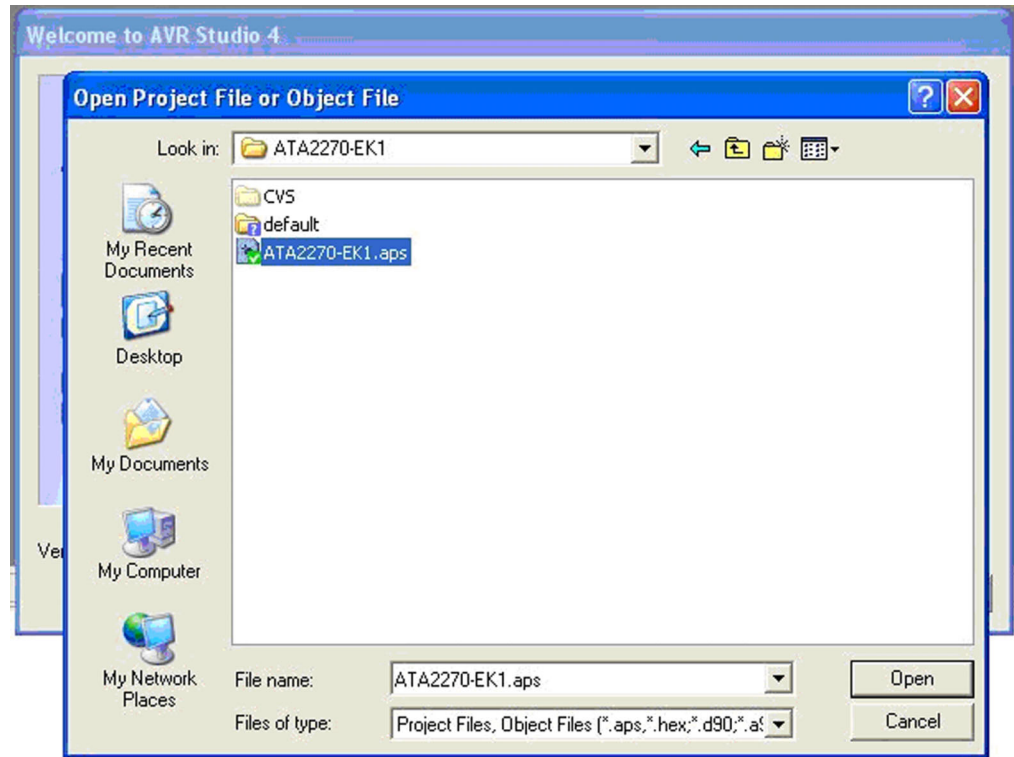 Welcome to AVR Studio 4
Open Project File or Object File
Look in:
ATA2270-EK1
CVS
default
ATA2270-EK1.aps
My Recent
Documents
Desktop
My Documents
My Computer
My Network
Places
File name:
ATA2270-EK1.aps
Open
Files of type:
Project Files, Object Files (*.aps,*.hex;*.d90;*.a
Cancel